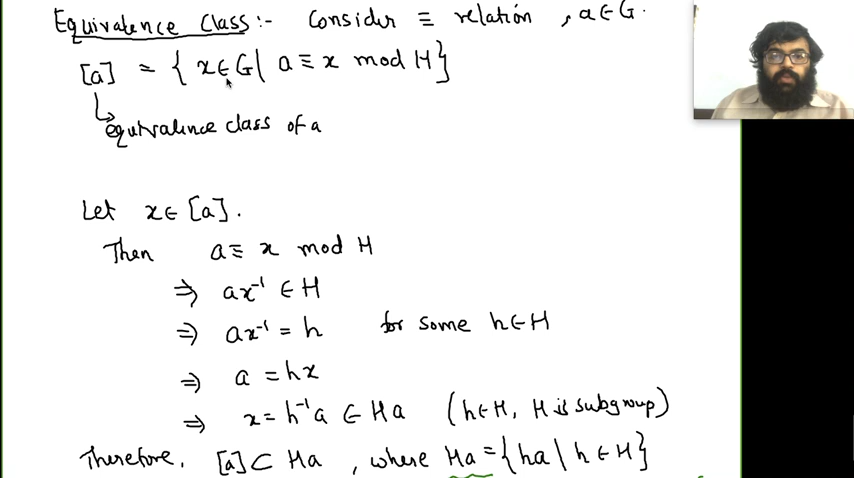 Equivalence Class :- Consider ≡ relation, a∈G.
[a] = { x∈G | a ≡ x mod H }
equivalence class of a
Let x∈[a].
Then a ≡ x mod H
⇒ ax⁻¹ ∈ H
⇒ ax⁻¹ = h for some h∈H
⇒ a = hx
⇒ x = h⁻¹a ∈ Ha (h∈H, H is subgroup)
Therefore, [a] ⊂ Ha, where Ha = {ha | h ∈ H}